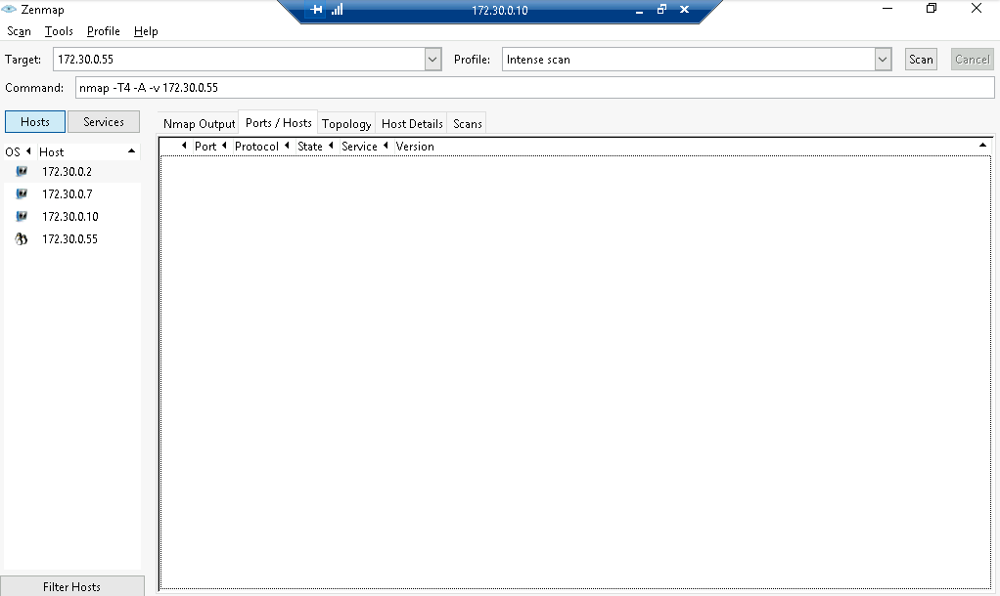 Zenmap
172.30.0.10
Scan Tools Profile Help
Target: 172.30.0.55 Profile: Intense scan Scan Cancel
Command: nmap -T4 -A -v 172.30.0.55
Hosts Services
Nmap Output Ports / Hosts Topology Host Details Scans
OS Host
Port Protocol State Service Version
172.30.0.2
172.30.0.7
172.30.0.10
172.30.0.55
Filter Hosts